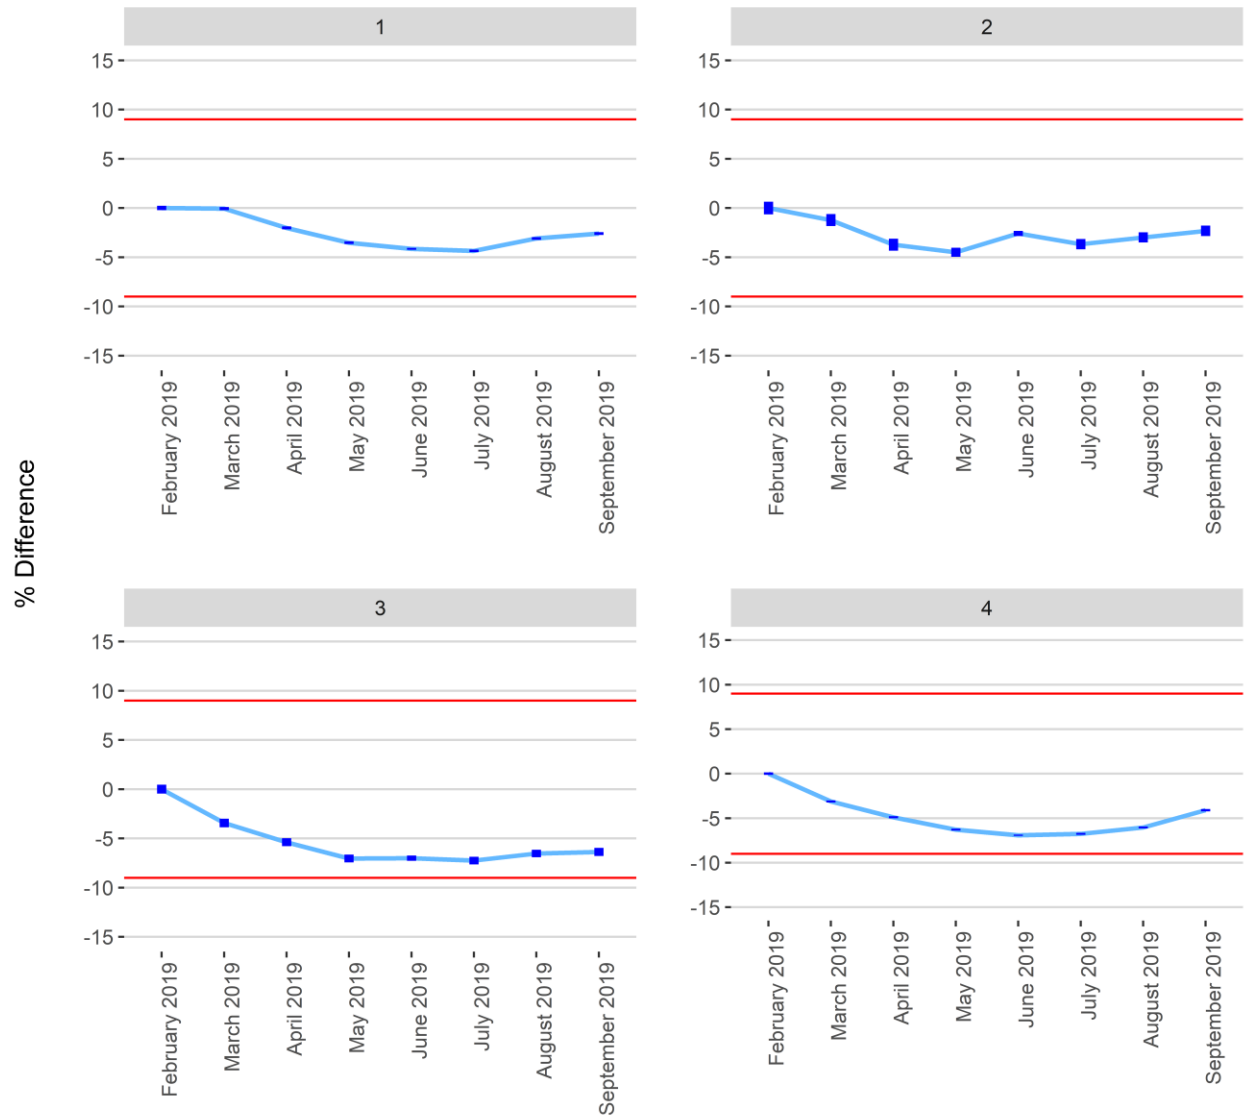 % Difference
1
15
10
5
0
-5
-10
-15
February 2019
March 2019
April 2019
May 2019
June 2019
July 2019
August 2019
September 2019
2
15
10
5
0
-5
-10
-15
February 2019
March 2019
April 2019
May 2019
June 2019
July 2019
August 2019
September 2019
3
15
10
5
0
-5
-10
-15
February 2019
March 2019
April 2019
May 2019
June 2019
July 2019
August 2019
September 2019
4
15
10
5
0
-5
-10
-15
February 2019
March 2019
April 2019
May 2019
June 2019
July 2019
August 2019
September 2019